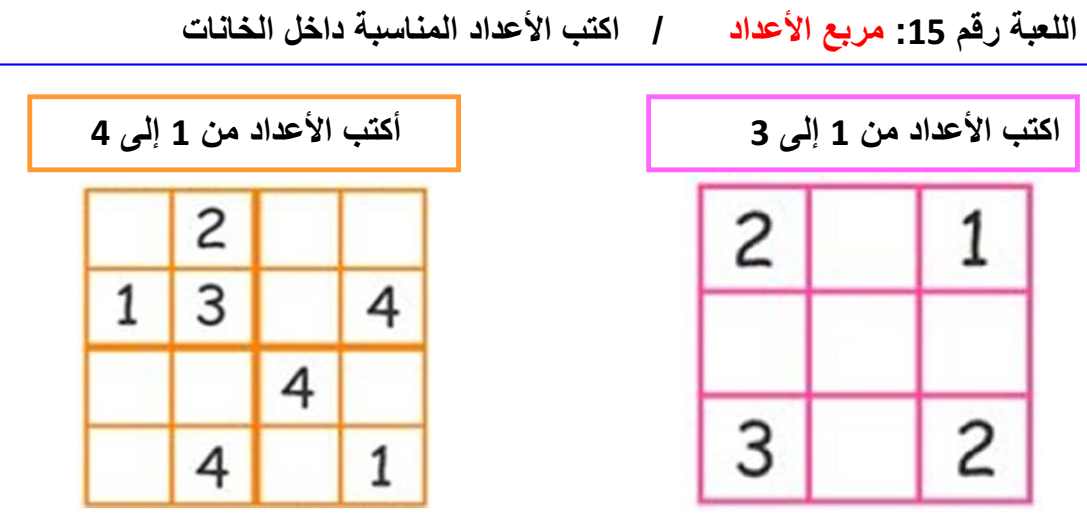 اللعبة رقم 15: مربع الأعداد / اكتب الأعداد المناسبة داخل الخانات
اكتب الأعداد من 1 إلى 3
2 1
3 2
أكتب الأعداد من 1 إلى 4
2
1 3 4
4
4 1